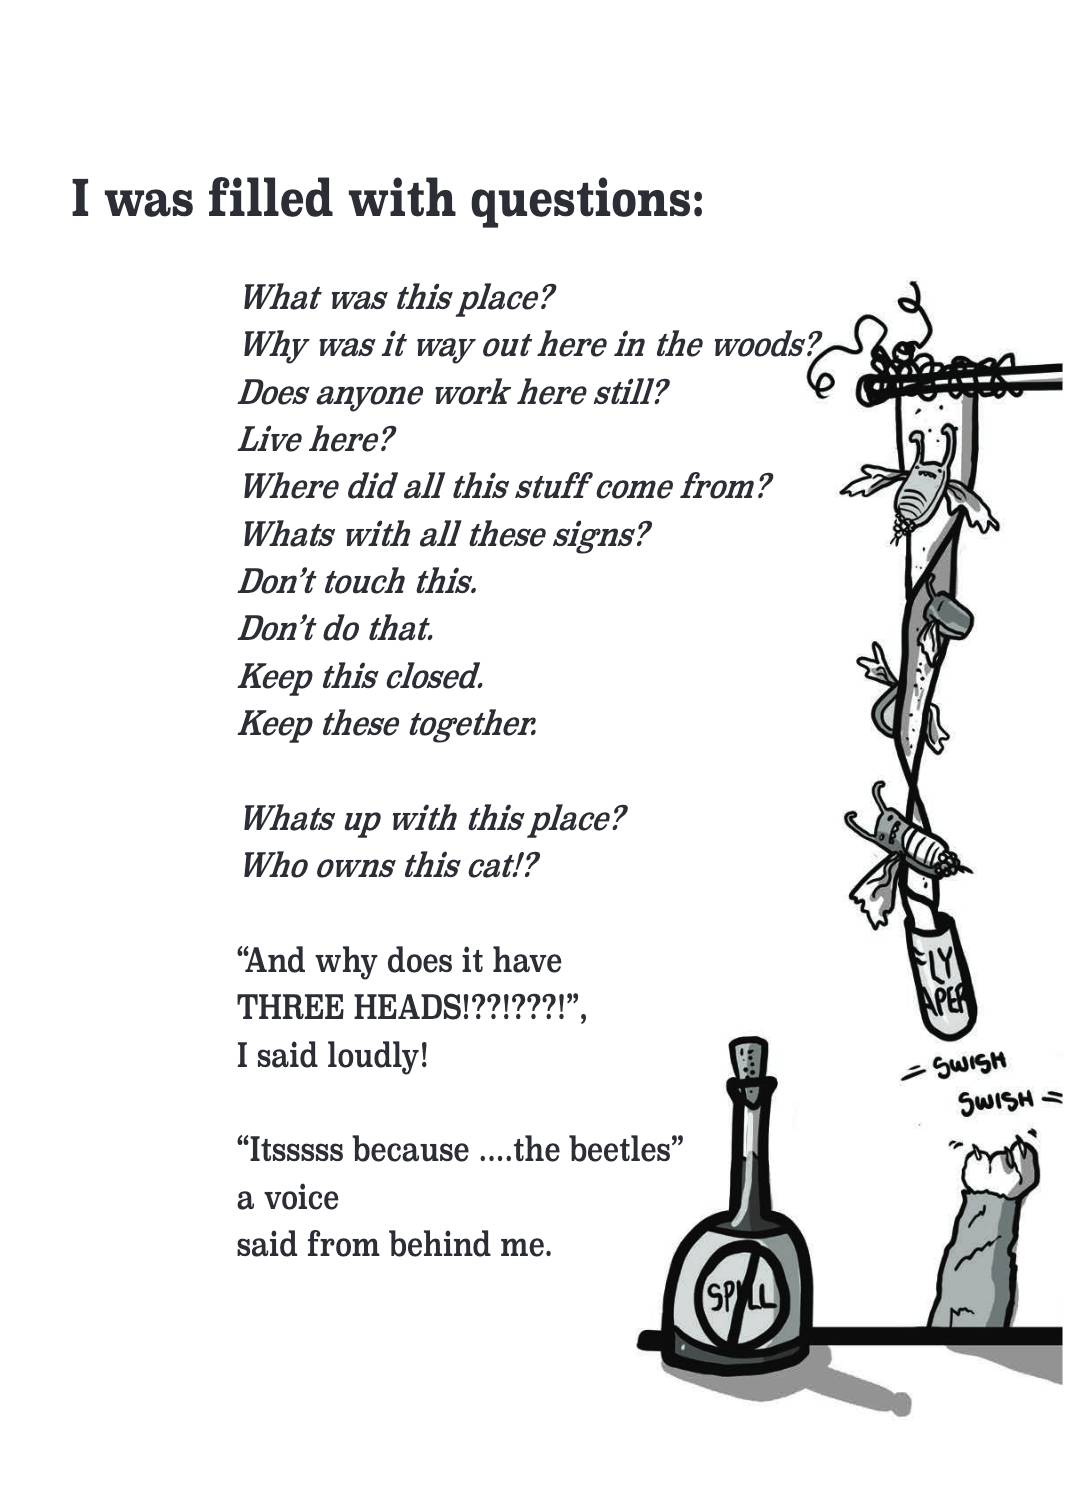 I was filled with questions:
What was this place?
Why was it way out here in the woods?
Does anyone work here still?
Live here?
Where did all this stuff come from?
Whats with all these signs?
Don’t touch this.
Don’t do that.
Keep this closed.
Keep these together.
Whats up with this place?
Who owns this cat!?
“And why does it have
THREE HEADS!??!???!”,
I said loudly!
“Itsssss because ....the beetles”
a voice
said from behind me.
FLY
PAPER
SWISH
SWISH
SPILL